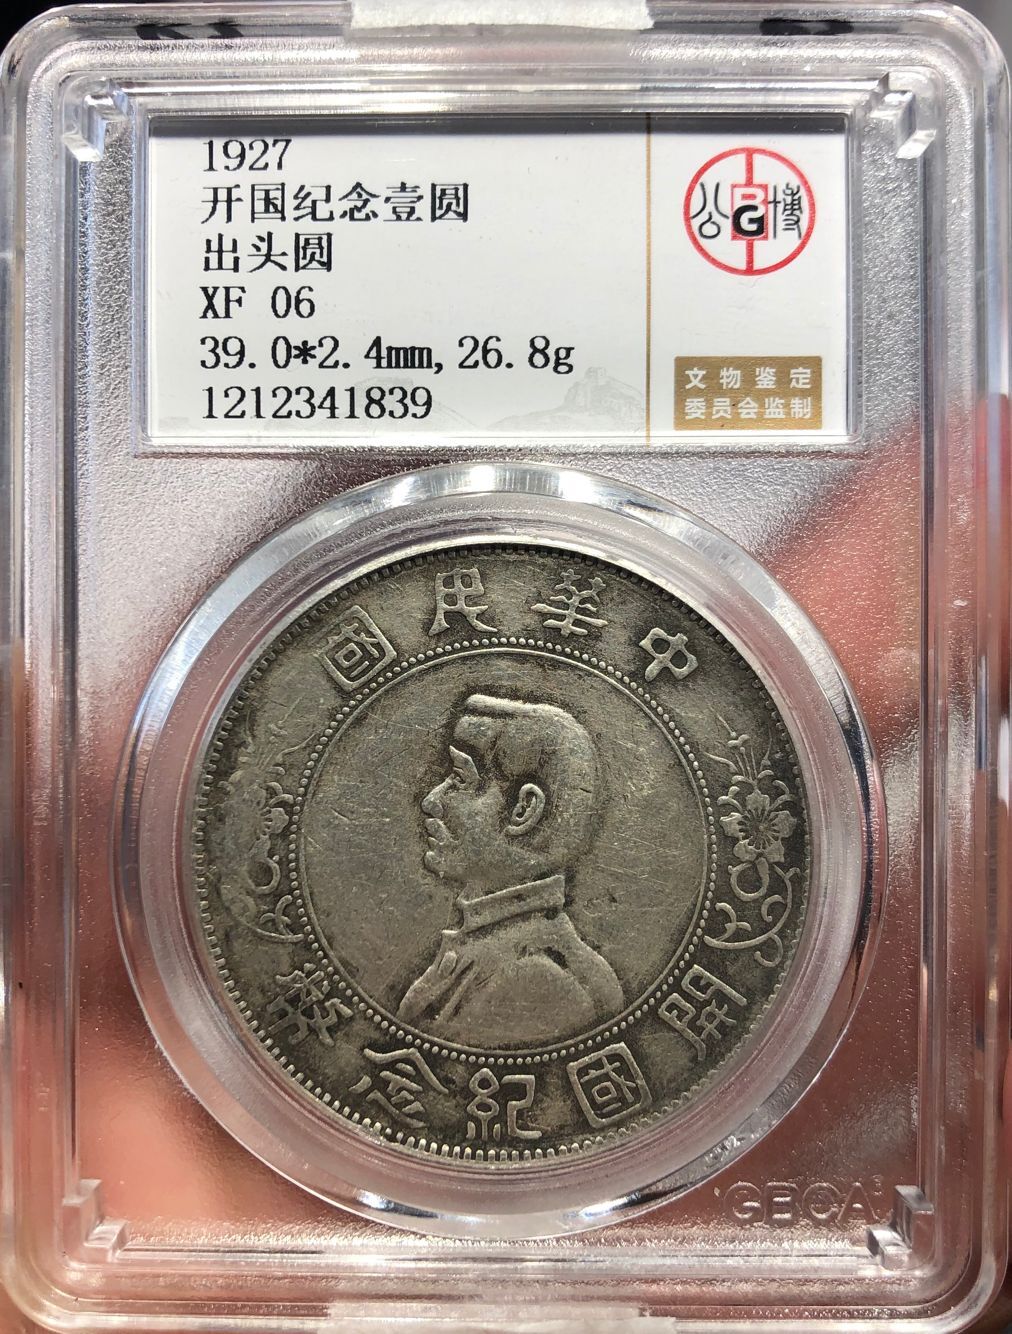 1927
开国纪念壹圆
出头圆
XF 06
39.0*2.4mm,26.8g
1212341839
公 BG 博
文物鉴定
委员会监制
中華民國
開國紀念幣
GBCA